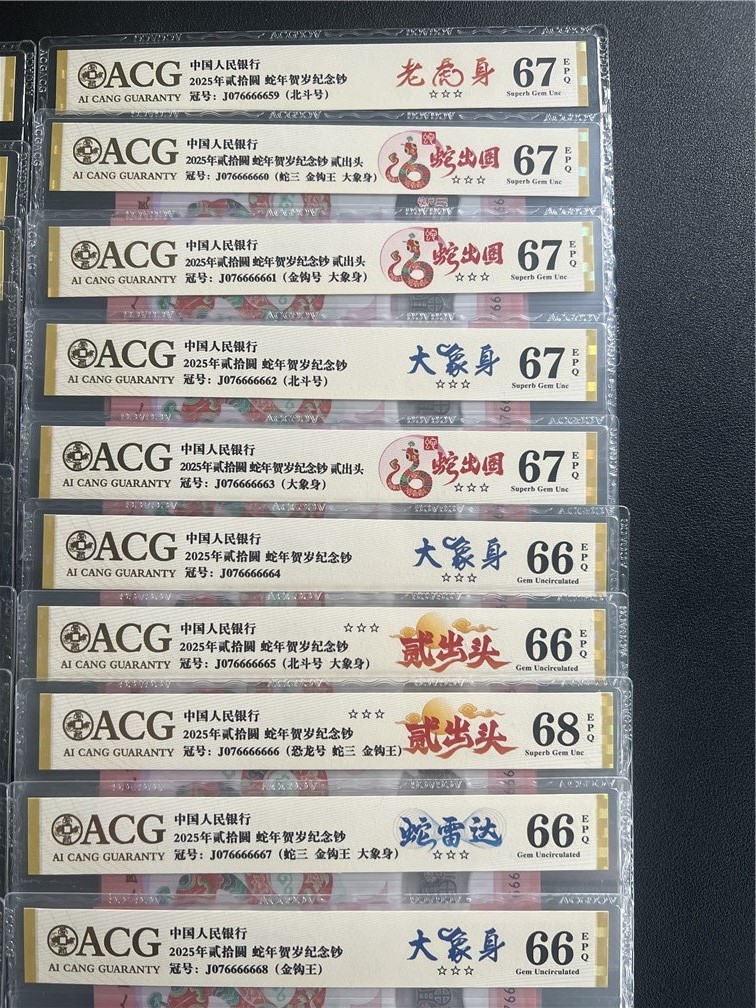 ACG
AI CANG GUARANTY
中国人民银行
2025年贰拾圆 蛇年贺岁纪念钞
冠号：J076666659（北斗号）
老虎身
☆☆☆
67
EPQ
Superb Gem Unc
ACG
AI CANG GUARANTY
中国人民银行
2025年贰拾圆 蛇年贺岁纪念钞 贰出头
冠号：J076666660（蛇三 金钩王 大象身）
蛇出圆
☆☆☆
67
EPQ
Superb Gem Unc
ACG
AI CANG GUARANTY
中国人民银行
2025年贰拾圆 蛇年贺岁纪念钞 贰出头
冠号：J076666661（金钩号 大象身）
蛇出圆
☆☆☆
67
EPQ
Superb Gem Unc
ACG
AI CANG GUARANTY
中国人民银行
2025年贰拾圆 蛇年贺岁纪念钞
冠号：J076666662（北斗号）
大象身
☆☆☆
67
EPQ
Superb Gem Unc
ACG
AI CANG GUARANTY
中国人民银行
2025年贰拾圆 蛇年贺岁纪念钞 贰出头
冠号：J076666663（大象身）
蛇出圆
☆☆☆
67
EPQ
Superb Gem Unc
ACG
AI CANG GUARANTY
中国人民银行
2025年贰拾圆 蛇年贺岁纪念钞
冠号：J076666664
大象身
☆☆☆
66
EPQ
Gem Uncirculated
ACG
AI CANG GUARANTY
中国人民银行
2025年贰拾圆 蛇年贺岁纪念钞
冠号：J076666665（北斗号 大象身）
☆☆☆
贰出头
66
EPQ
Gem Uncirculated
ACG
AI CANG GUARANTY
中国人民银行
2025年贰拾圆 蛇年贺岁纪念钞
冠号：J076666666（恐龙号 蛇三 金钩王）
☆☆☆
贰出头
68
EPQ
Superb Gem Unc
ACG
AI CANG GUARANTY
中国人民银行
2025年贰拾圆 蛇年贺岁纪念钞
冠号：J076666667（蛇三 金钩王 大象身）
蛇雷达
☆☆☆
66
EPQ
Gem Uncirculated
ACG
AI CANG GUARANTY
中国人民银行
2025年贰拾圆 蛇年贺岁纪念钞
冠号：J076666668（金钩王）
大象身
☆☆☆
66
EPQ
Gem Uncirculated